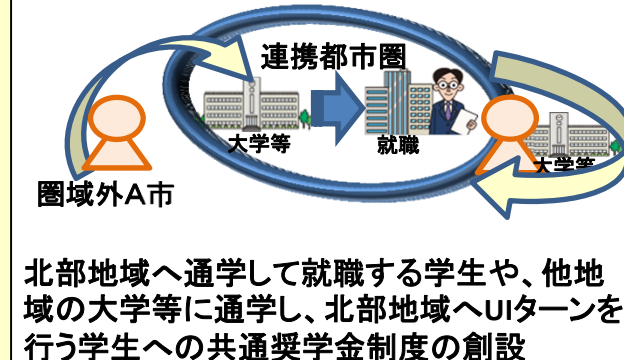 連携都市圏
大学等
就職
大学等
圏域外A市
北部地域へ通学して就職する学生や、他地
域の大学等に通学し、北部地域へUIターンを
行う学生への共通奨学金制度の創設